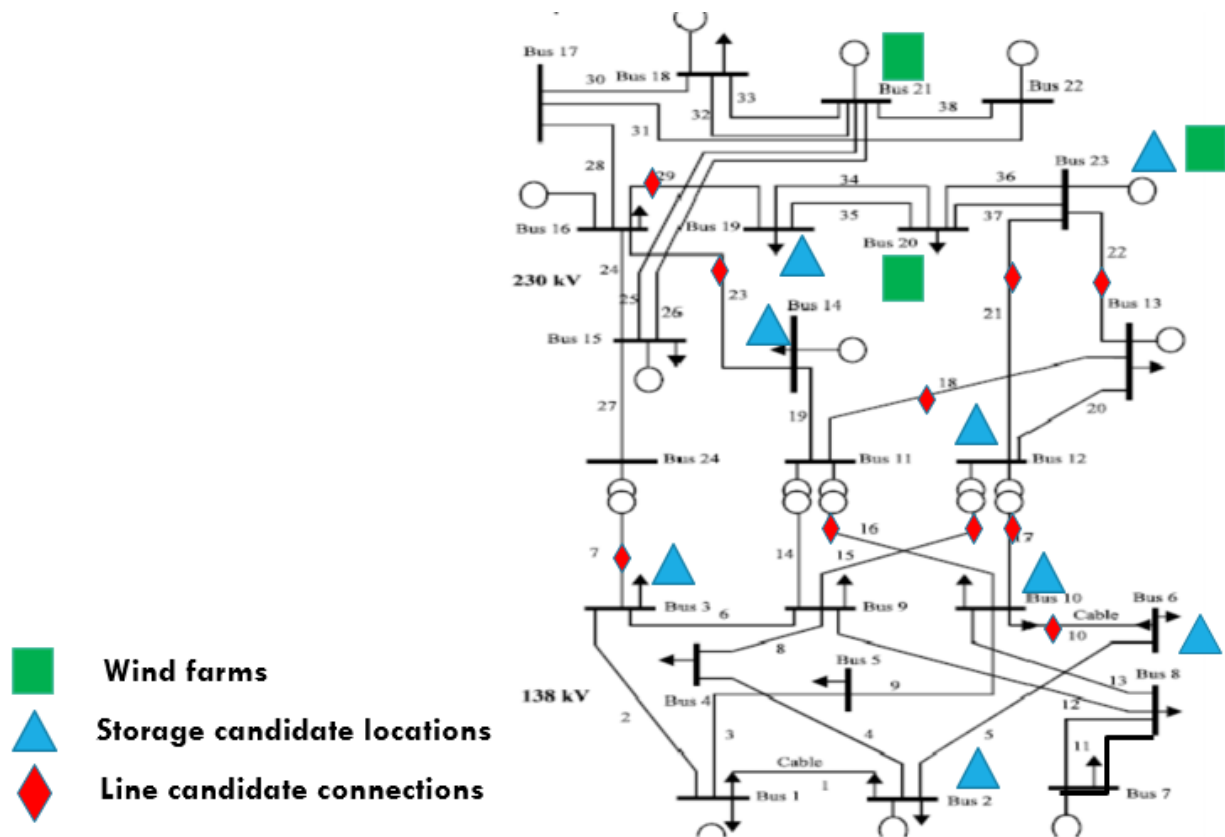 Bus 17
Bus 18
Bus 21
Bus 22
30
33
32
38
31
28
Bus 23
29
34
36
35
37
Bus 16
Bus 19
Bus 20
22
24
230 kV
25
26
23
21
Bus 14
Bus 13
Bus 15
18
27
19
20
Bus 24
Bus 11
Bus 12
7
14
15
16
17
Bus 3
6
Bus 9
Bus 10
Bus 6
Cable
10
8
Bus 5
13
Bus 8
138 kV
Bus 4
9
12
2
3
4
5
11
Cable
1
Bus 1
Bus 2
Bus 7
Wind farms
Storage candidate locations
Line candidate connections